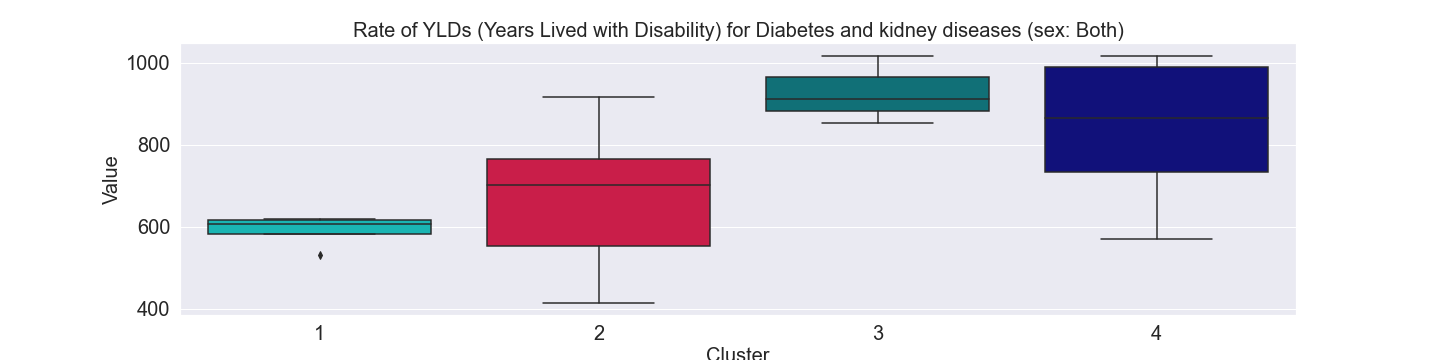 Rate of YLDs (Years Lived with Disability) for Diabetes and kidney diseases (sex: Both)
1000
800
600
400
Value
1 2 3 4
Cluster